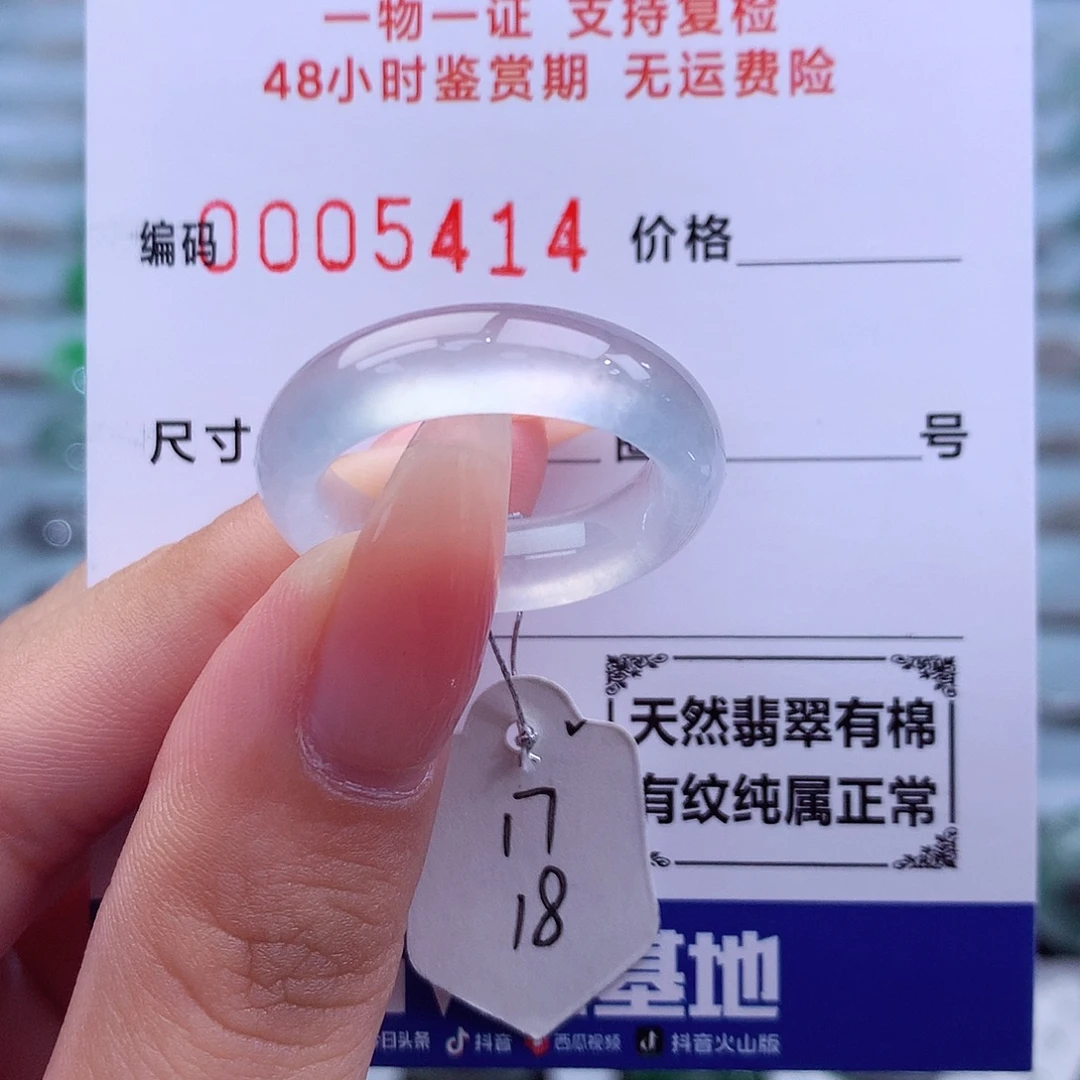 一物一证 支持复检
48小时鉴赏期 无运费险
编码0005414 价格
尺寸 号
天然翡翠有棉
有纹纯属正常
17
18
基地
日头条 抖音 西瓜视频 抖音火山版